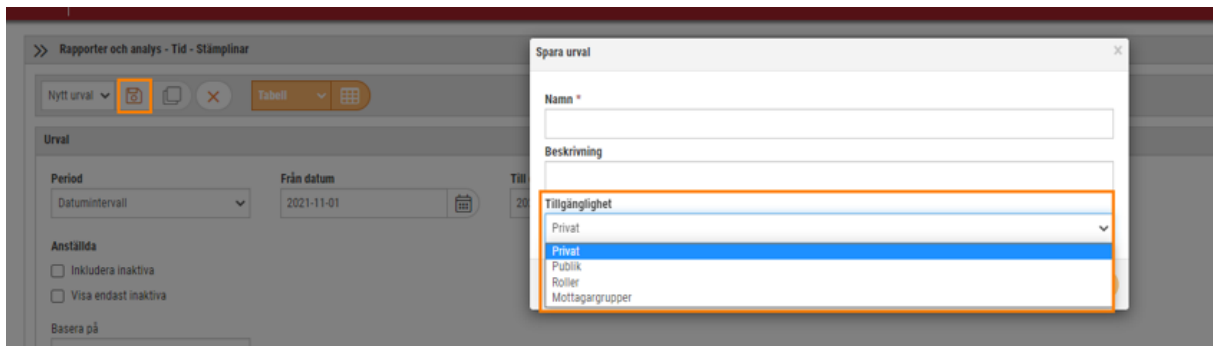 Rapporter och analys - Tid - Stämplinar
Nytt urval
Tabell
Urval
Period
Från datum
Till
Datumintervall
2021-11-01
20
Anställda
Inkludera inaktiva
Visa endast inaktiva
Basera på
Spara urval
x
Namn *
Beskrivning
Tillgänglighet
Privat
Privat
Publik
Roller
Mottagargrupper